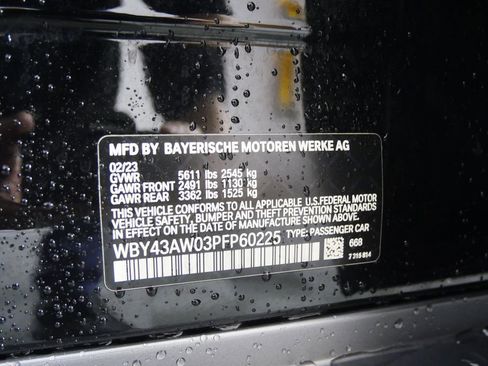 MFD BY BAYERISCHE MOTOREN WERKE AG
02/23
GVWR 5611 lbs 2545 kg
GAWR FRONT 2491 lbs 1130 kg
GAWR REAR 3362 lbs 1525 kg
THIS VEHICLE CONFORMS TO ALL APPLICABLE U.S.FEDERAL MOTOR
VEHICLE SAFETY, BUMPER AND THEFT PREVENTION STANDARDS
IN EFFECT ON THE DATE OF MANUFACTURE SHOWN ABOVE.
WBY43AW03PFP60225 TYPE: PASSENGER CAR
668
7 215 814